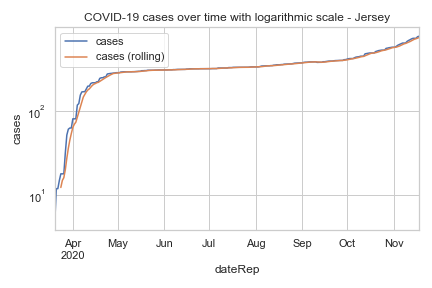 COVID-19 cases over time with logarithmic scale - Jersey
cases
cases (rolling)
10²
10¹
cases
Apr
2020
May
Jun
Jul
Aug
Sep
Oct
Nov
dateRep